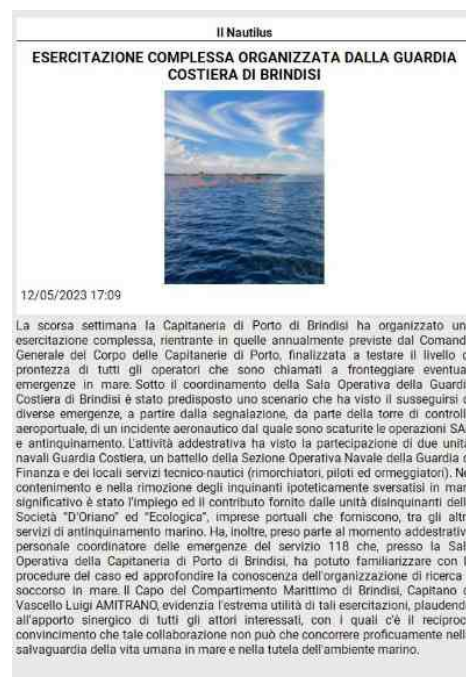 Il Nautilus
ESERCITAZIONE COMPLESSA ORGANIZZATA DALLA GUARDIA
COSTIERA DI BRINDISI
12/05/2023 17:09
La scorsa settimana la Capitaneria di Porto di Brindisi ha organizzato un
esercitazione complessa, rientrante in quelle annualmente previste dal Comand
Generale del Corpo delle Capitanerie di Porto, finalizzata a testare il livello d
prontezza di tutti gli operatori che sono chiamati a fronteggiare eventua
emergenze in mare. Sotto il coordinamento della Sala Operativa della Guardi
Costiera di Brindisi è stato predisposto uno scenario che ha visto il susseguirsi d
diverse emergenze, a partire dalla segnalazione, da parte della torre di controll
aeroportuale, di un incidente aeronautico dal quale sono scaturite le operazioni SA
e antinquinamento. L'attività addestrativa ha visto la partecipazione di due unit
navali Guardia Costiera, un battello della Sezione Operativa Navale della Guardia d
Finanza e dei locali servizi tecnico-nautici (rimorchiatori, piloti ed ormeggiatori). Ne
contenimento e nella rimozione degli inquinanti ipoteticamente sversatisi in mar
significativo è stato l'impiego ed il contributo fornito dalle unità disinquinanti dell
Società "D'Oriano" ed "Ecologica", imprese portuali che forniscono, tra gli altr
servizi di antinquinamento marino. Ha, inoltre, preso parte al momento addestrativ
personale coordinatore delle emergenze del servizio 118 che, presso la Sal
Operativa della Capitaneria di Porto di Brindisi, ha potuto familiarizzare con l
procedure del caso ed approfondire la conoscenza dell'organizzazione di ricerca
soccorso in mare. Il Capo del Compartimento Marittimo di Brindisi, Capitano d
Vascello Luigi AMITRANO, evidenzia l'estrema utilità di tali esercitazioni, plaudend
all'apporto sinergico di tutti gli attori interessati, con i quali c'è il reciproc
convincimento che tale collaborazione non può che concorrere proficuamente nell
salvaguardia della vita umana in mare e nella tutela dell'ambiente marino.